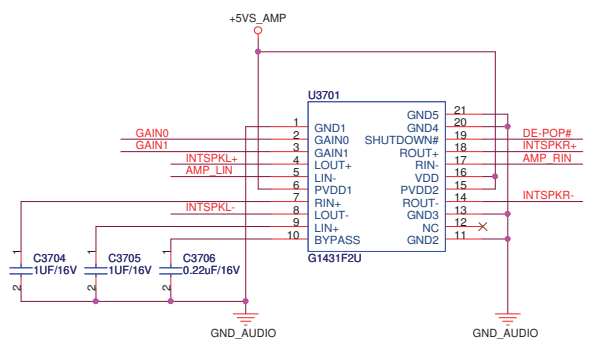 +5VS_AMP
U3701
1 GND1
2 GAIN0
3 GAIN1
4 LOUT+
5 LIN-
6 PVDD1
7 RIN+
8 LOUT-
9 LIN+
10 BYPASS
GND5 21
GND4 20
SHUTDOWN# 19
ROUT+ 18
RIN- 17
VDD 16
PVDD2 15
ROUT- 14
GND3 13
NC 12
GND2 11
G1431F2U
GAIN0
GAIN1
INTSPKL+
AMP_LIN
INTSPKL-
DE-POP#
INTSPKR+
AMP_RIN
INTSPKR-
1
C3704
1UF/16V
2
1
C3705
1UF/16V
2
1
C3706
0.22uF/16V
2
GND_AUDIO
GND_AUDIO